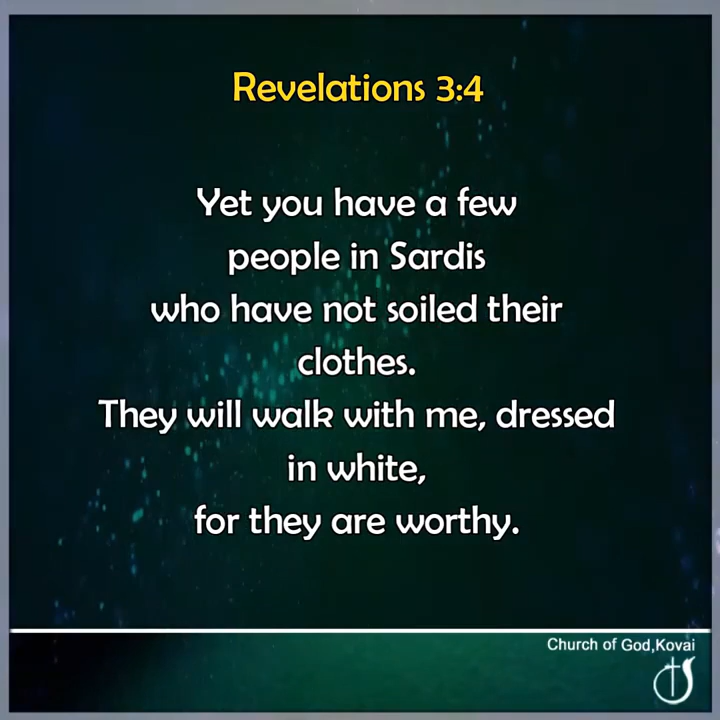 Revelations 3:4
Yet you have a few
people in Sardis
who have not soiled their
clothes.
They will walk with me, dressed
in white,
for they are worthy.
Church of God,Kovai